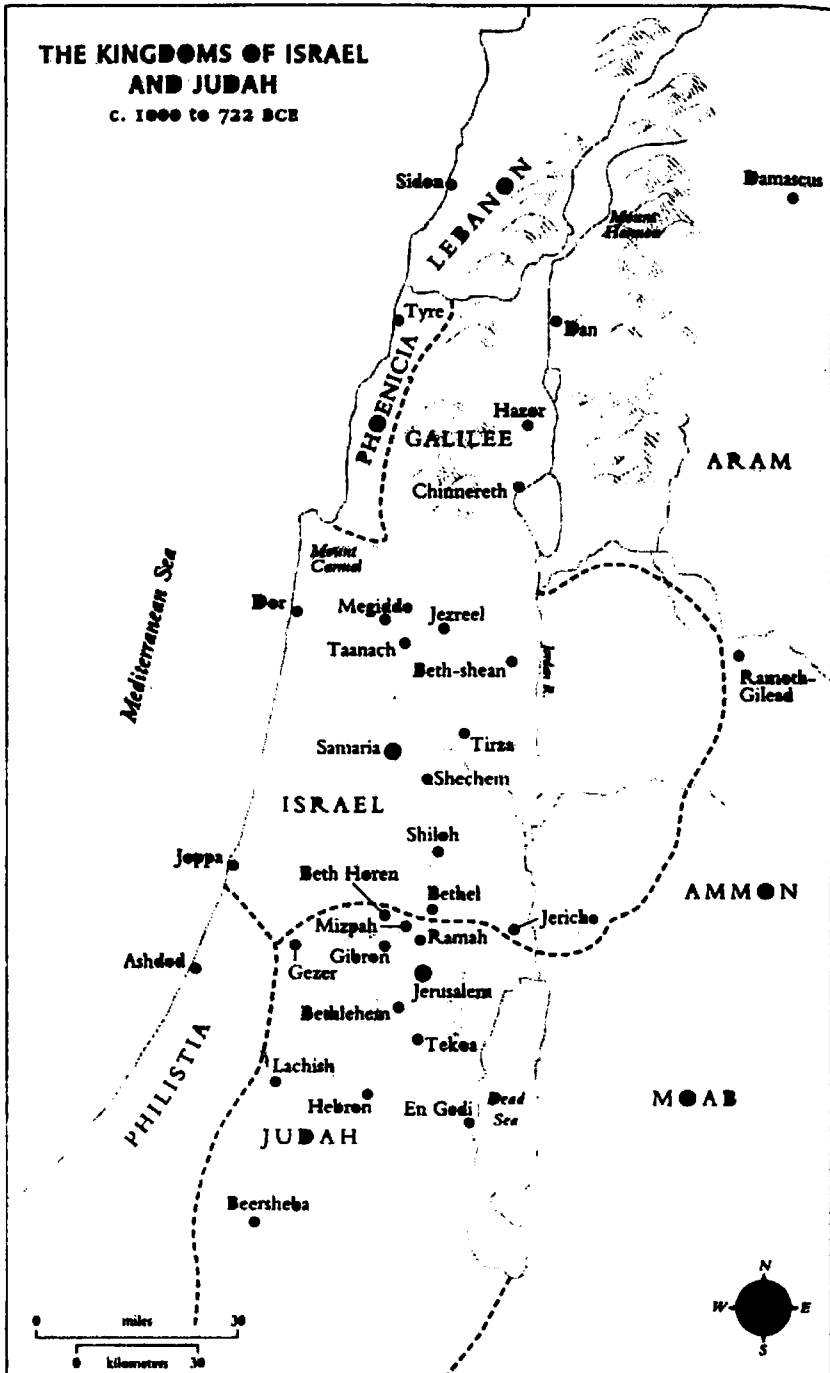 THE KINGDOMS OF ISRAEL
AND JUDAH
c. 1000 to 722 BCE
Sidon
LEBANON
Damascus
Mount
Hermon
Tyre
Dan
PHOENICIA
Hazor
GALILEE
ARAM
Chinnereth
Mount
Carmel
Mediterranean Sea
Dor
Megiddo
Jezreel
Taanach
Beth-shean
Jordan R.
Ramoth-
Gilead
Samaria
Tirza
Shechem
ISRAEL
Shiloh
Joppa
Beth Horen
Bethel
AMMON
Mizpah
Jericho
Ramah
Ashdod
Gezer
Gibron
Jerusalem
Bethlehem
Tekoa
PHILISTIA
Lachish
Hebron
En Gedi
Dead
Sea
MOAB
JUDAH
Beersheba
N
W E
S
0 miles 30
0 kilometers 30